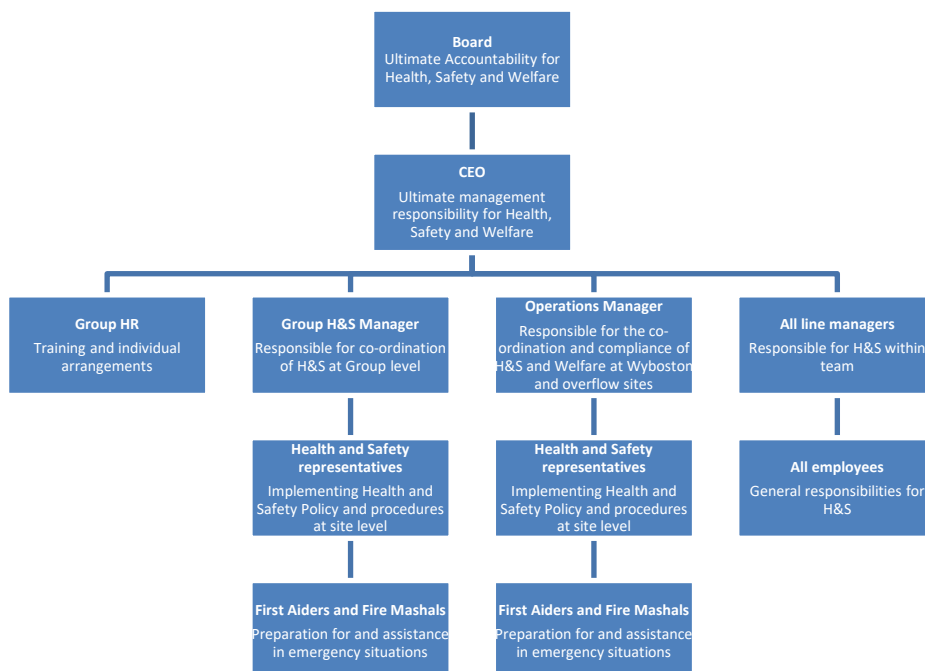 Board
Ultimate Accountability for
Health, Safety and Welfare
CEO
Ultimate management
responsibility for Health,
Safety and Welfare
Group HR
Training and individual
arrangements
Group H&S Manager
Responsible for co-ordination
of H&S at Group level
Operations Manager
Responsible for the co-
ordination and compliance of
H&S and Welfare at Wyboston
and overflow sites
All line managers
Responsible for H&S within
team
Health and Safety
representatives
Implementing Health and
Safety Policy and procedures
at site level
Health and Safety
representatives
Implementing Health and
Safety Policy and procedures
at site level
All employees
General responsibilities for
H&S
First Aiders and Fire Mashals
Preparation for and assistance
in emergency situations
First Aiders and Fire Mashals
Preparation for and assistance
in emergency situations